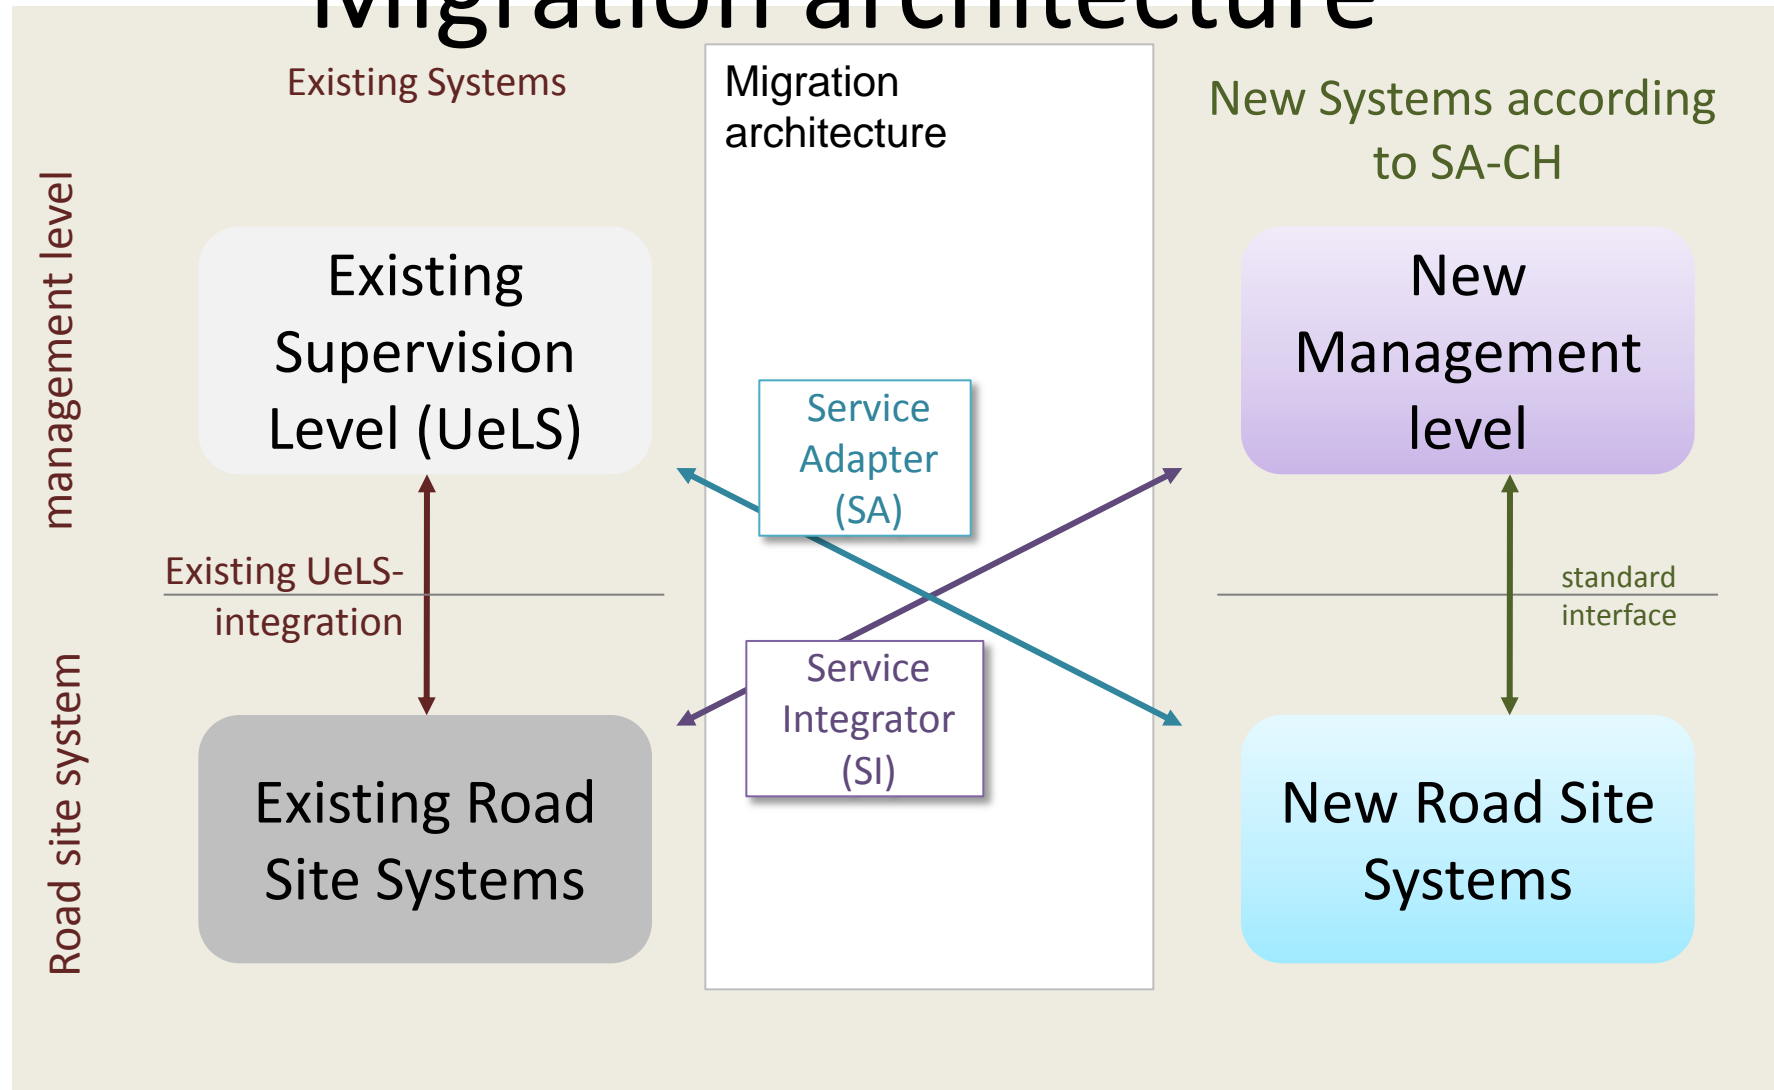 Migration architecture
Existing Systems
Migration
architecture
New Systems according
to SA-CH
management level
Existing
Supervision
Level (UeLS)
New
Management
level
Service
Adapter
(SA)
Existing UeLS-
integration
standard
interface
Road site system
Service
Integrator
(SI)
Existing Road
Site Systems
New Road Site
Systems